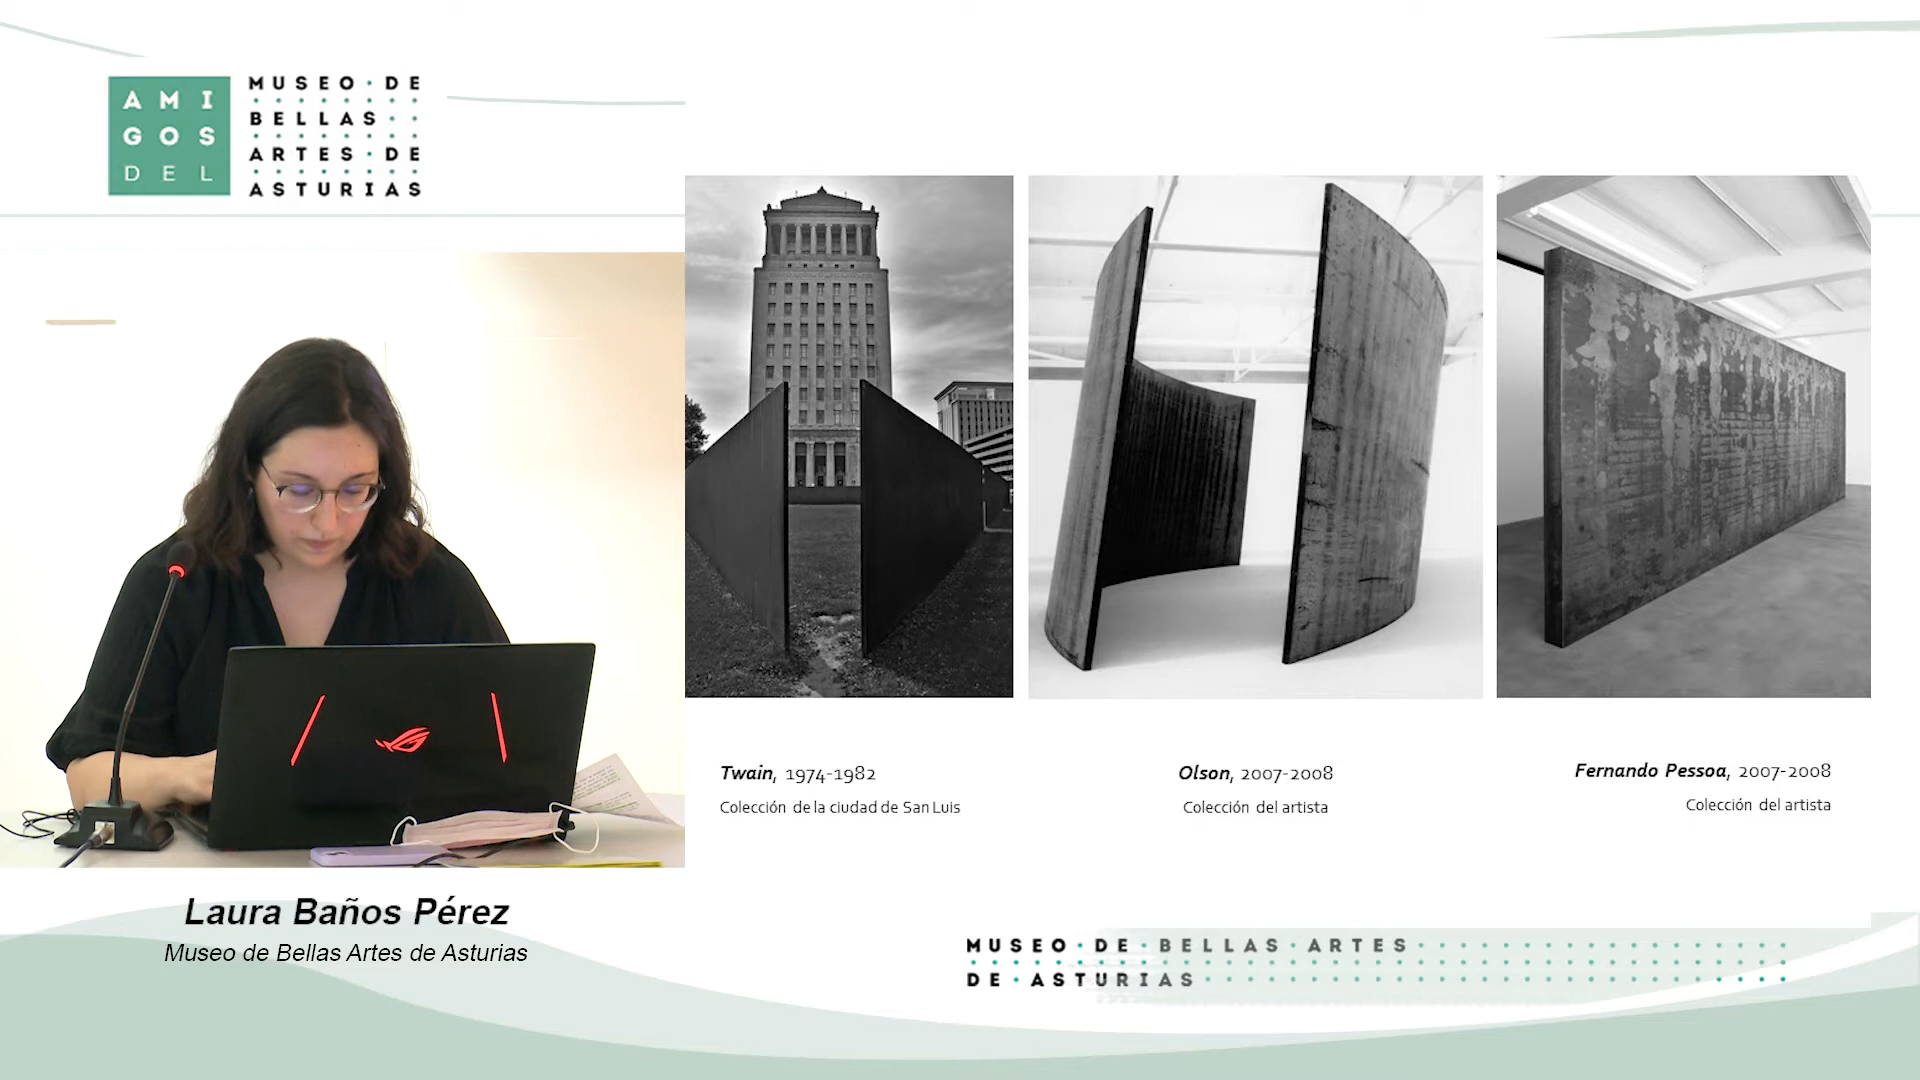 AMI
GOS
DEL
MUSEO·DE
BELLAS
ARTES·DE
ASTURIAS
Twain, 1974-1982
Colección de la ciudad de San Luis
Olson, 2007-2008
Colección del artista
Fernando Pessoa, 2007-2008
Colección del artista
Laura Baños Pérez
Museo de Bellas Artes de Asturias
MUSEO·DE·BELLAS·ARTES
DE·ASTURIAS